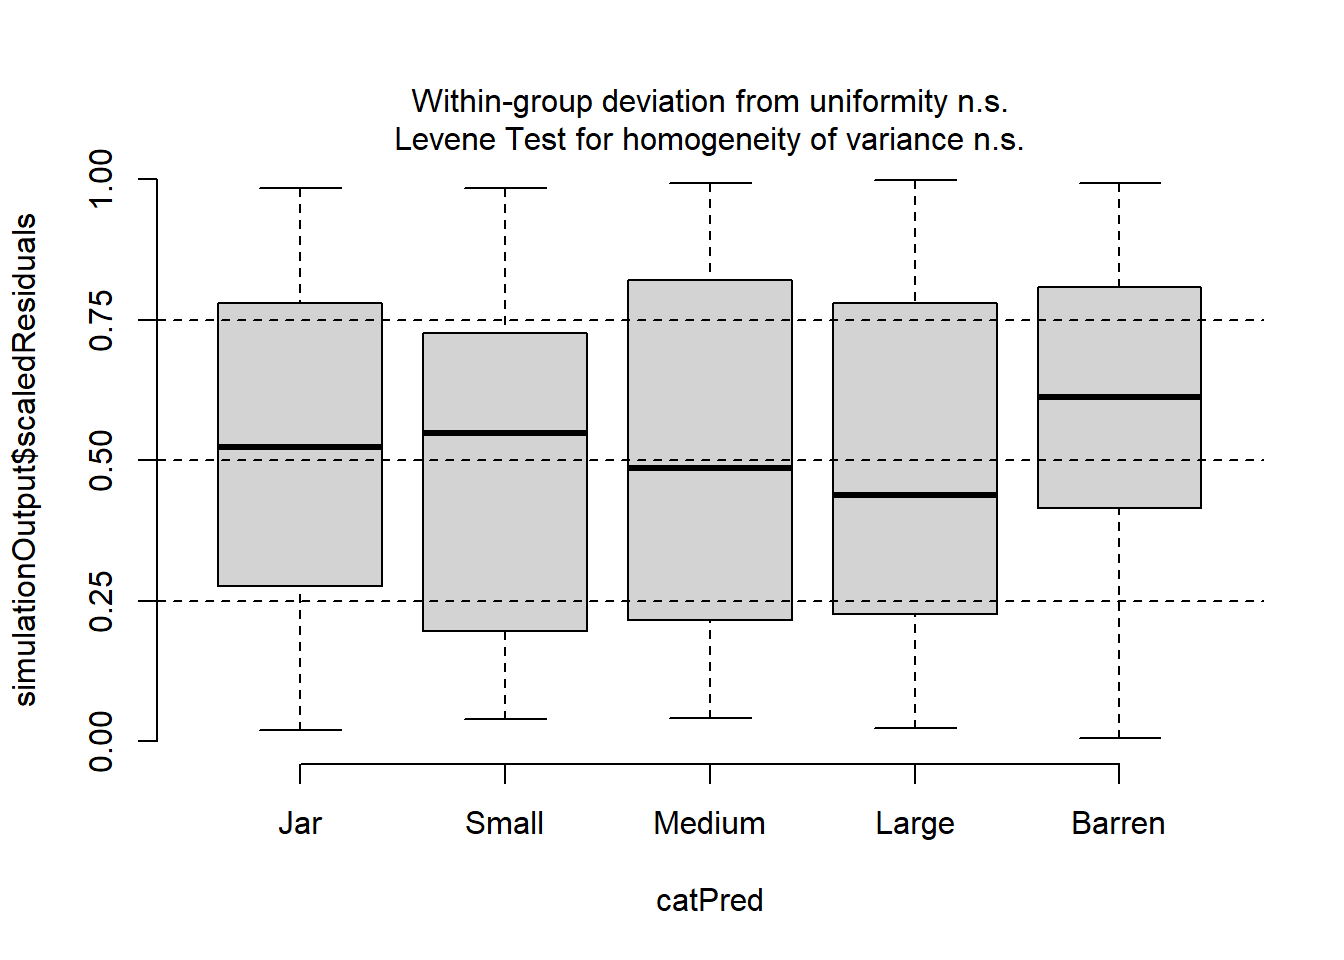 Within-group deviation from uniformity n.s.
Levene Test for homogeneity of variance n.s.
simulationOutput$scaledResiduals
1.00
0.75
0.50
0.25
0.00
Jar Small Medium Large Barren
catPred